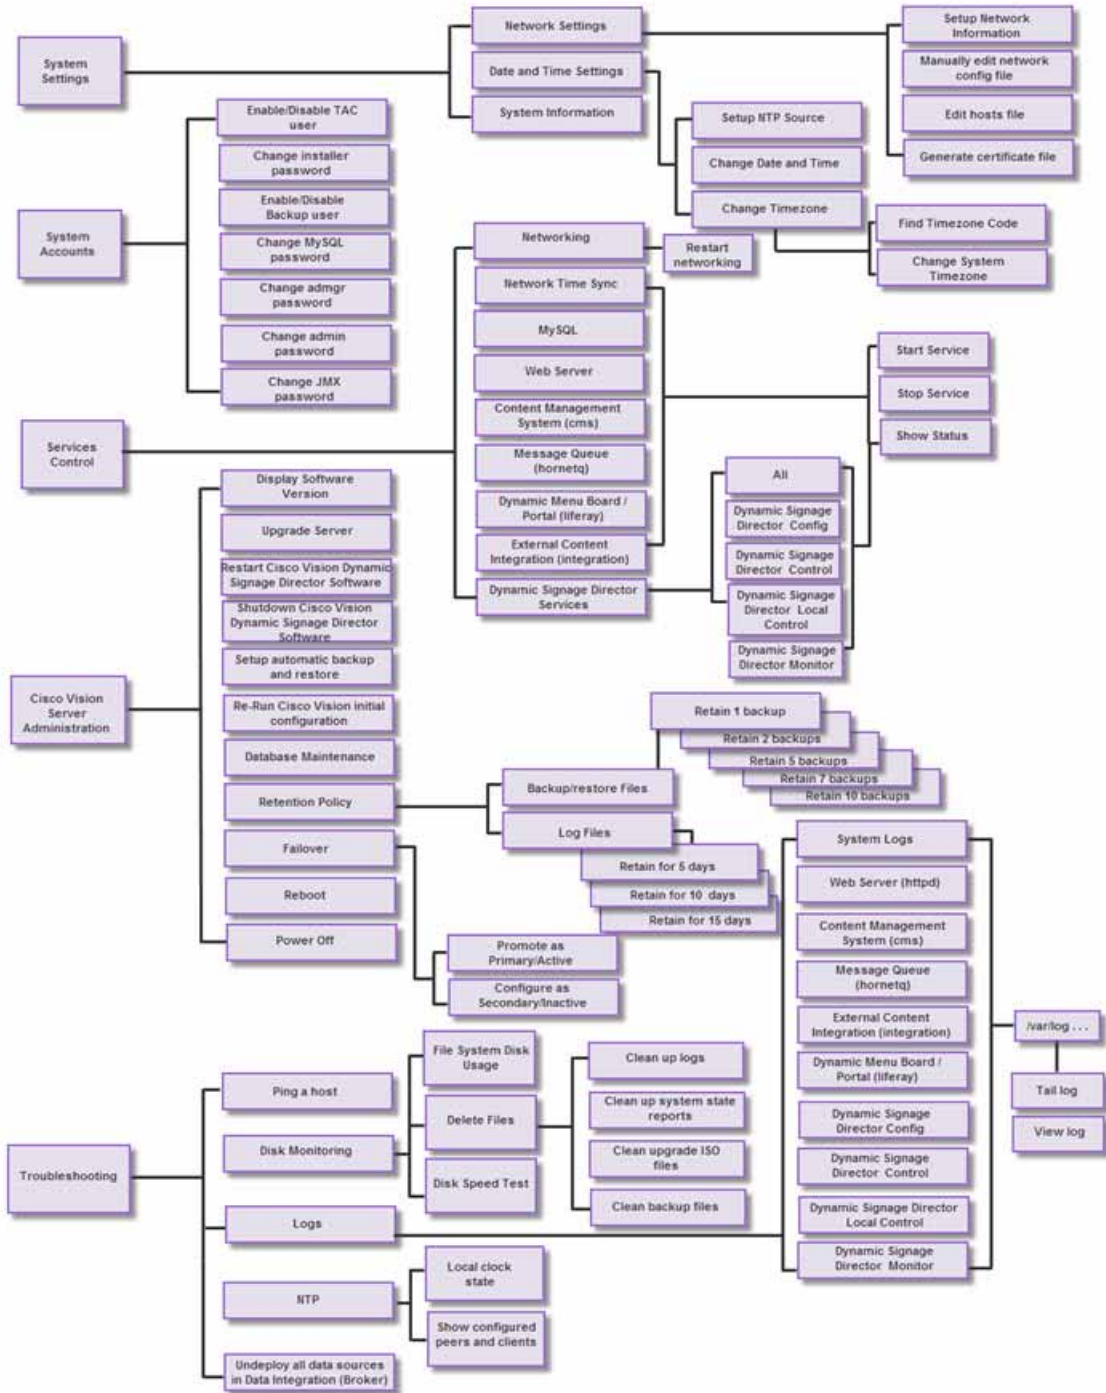 System
Settings
Network Settings
Date and Time Settings
System Information
Setup Network
Information
Manually edit network
config file
Edit hosts file
Generate certificate file
Setup NTP Source
Change Date and Time
Change Timezone
Find Timezone Code
Change System
Timezone
System
Accounts
Enable/Disable TAC
user
Change installer
password
Enable/Disable
Backup user
Change MySQL
password
Change admgr
password
Change admin
password
Change JMX
password
Services
Control
Networking
Restart
networking
Network Time Sync
MySQL
Web Server
Content Management
System (cms)
Message Queue
(hornetq)
Dynamic Menu Board /
Portal (liferay)
External Content
Integration (integration)
Dynamic Signage Director
Services
Start Service
Stop Service
Show Status
All
Dynamic Signage
Director Config
Dynamic Signage
Director Control
Dynamic Signage
Director Local
Control
Dynamic Signage
Director Monitor
Cisco Vision
Server
Administration
Display Software
Version
Upgrade Server
Restart Cisco Vision Dynamic
Signage Director Software
Shutdown Cisco Vision
Dynamic Signage Director
Software
Setup automatic backup
and restore
Re-Run Cisco Vision initial
configuration
Database Maintenance
Retention Policy
Failover
Reboot
Power Off
Backup/restore Files
Log Files
Retain 1 backup
Retain 2 backups
Retain 5 backups
Retain 7 backups
Retain 10 backups
Retain for 5 days
Retain for 10 days
Retain for 15 days
Promote as
Primary/Active
Configure as
Secondary/Inactive
Troubleshooting
Ping a host
Disk Monitoring
Logs
NTP
Undeploy all data sources
in Data Integration (Broker)
File System Disk
Usage
Delete Files
Disk Speed Test
Clean up logs
Clean up system state
reports
Clean upgrade ISO
files
Clean backup files
Local clock
state
Show configured
peers and clients
System Logs
Web Server (httpd)
Content Management
System (cms)
Message Queue
(hornetq)
External Content
Integration (integration)
Dynamic Menu Board /
Portal (liferay)
Dynamic Signage
Director Config
Dynamic Signage
Director Control
Dynamic Signage Director
Local Control
Dynamic Signage
Director Monitor
/var/log . . .
Tail log
View log